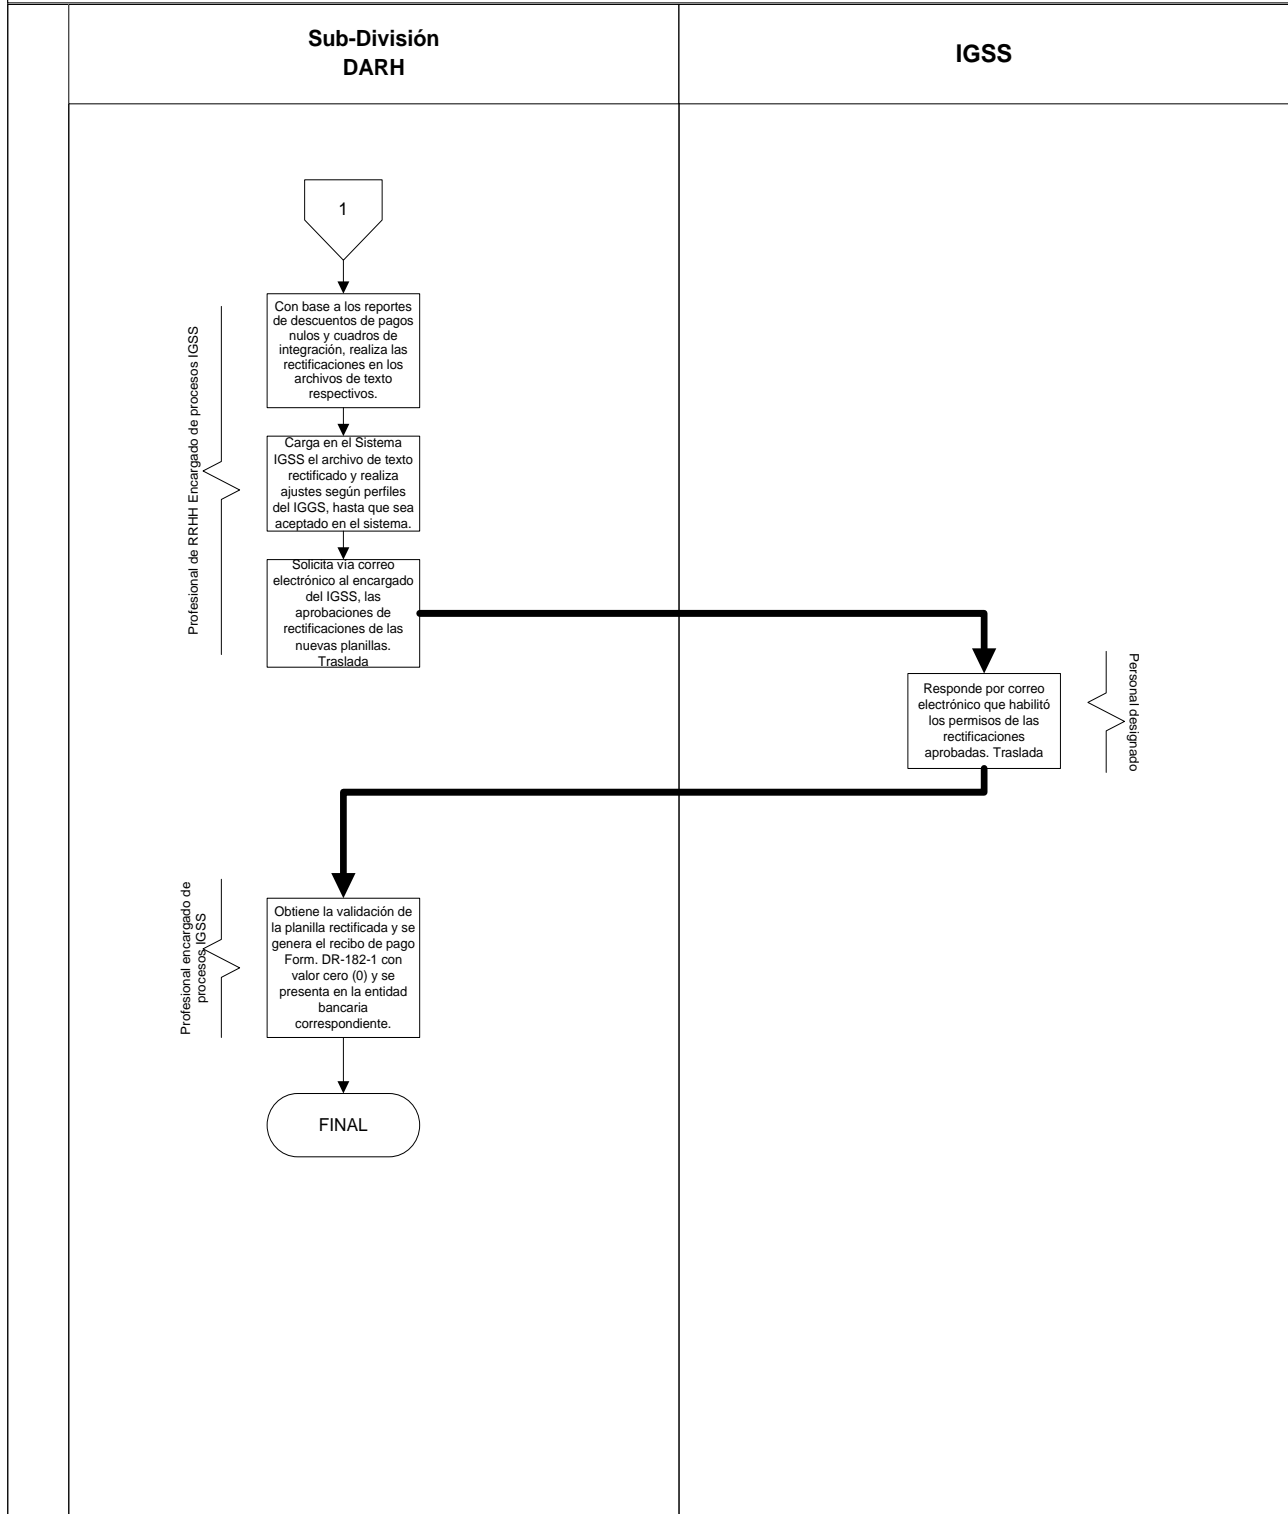 Sub-División
DARH
IGSS
1
Con base a los reportes
de descuentos de pagos
nulos y cuadros de
integración, realiza las
rectificaciones en los
archivos de texto
respectivos.
Profesional de RRHH Encargado de procesos IGSS
Carga en el Sistema
IGSS el archivo de texto
rectificado y realiza
ajustes según perfiles
del IGGS, hasta que sea
aceptado en el sistema.
Solicita vía correo
electrónico al encargado
del IGSS, las
aprobaciones de
rectificaciones de las
nuevas planillas.
Traslada
Responde por correo
electrónico que habilitó
los permisos de las
rectificaciones
aprobadas. Traslada
Personal designado
Profesional encargado de
procesos IGSS
Obtiene la validación de
la planilla rectificada y se
genera el recibo de pago
Form. DR-182-1 con
valor cero (0) y se
presenta en la entidad
bancaria
correspondiente.
FINAL